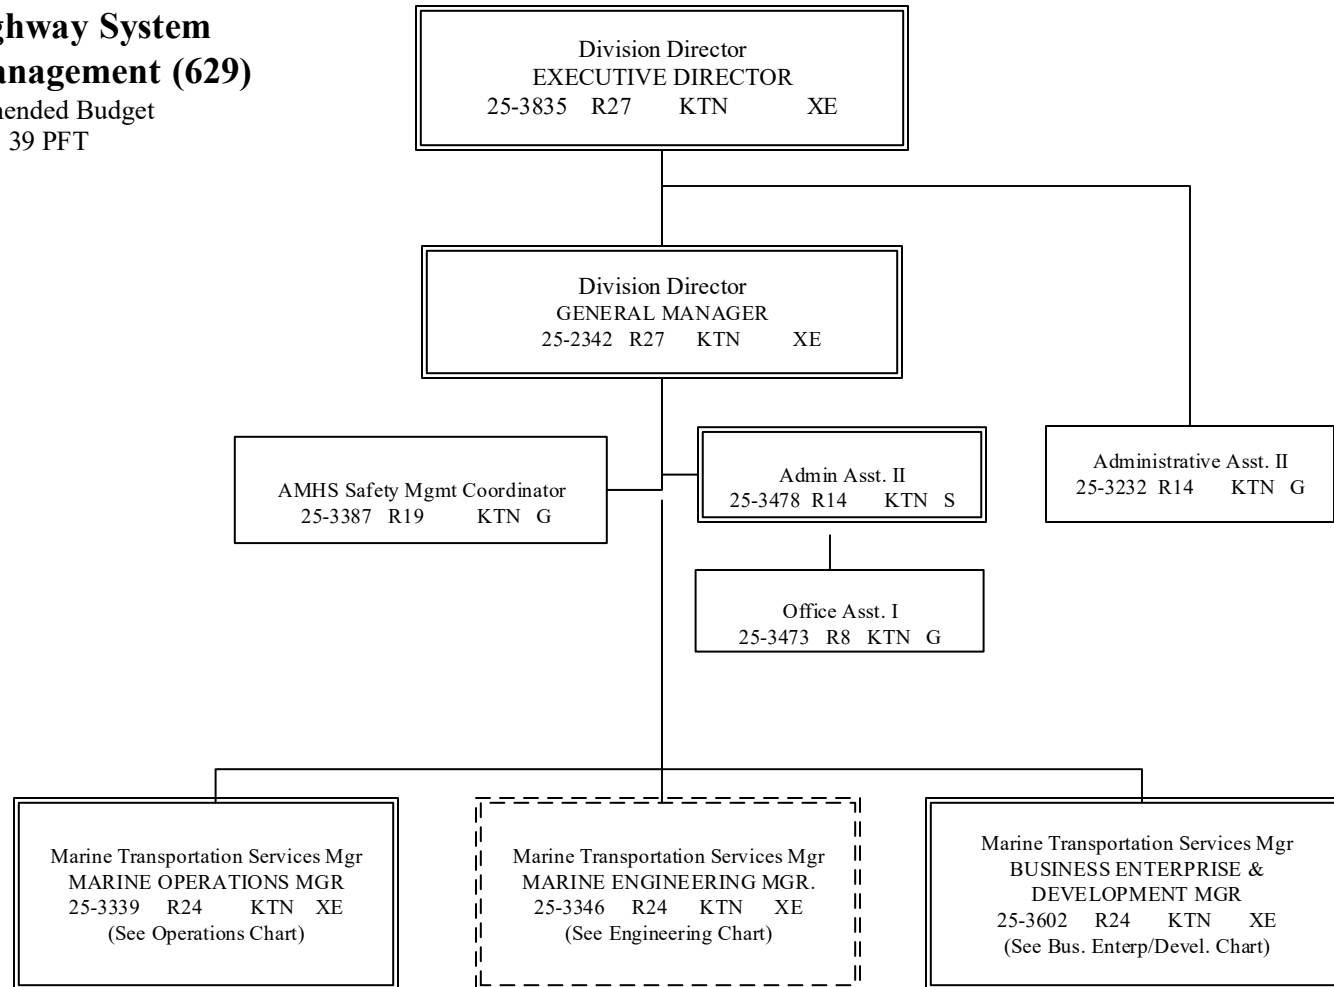 ghway System
anagement (629)
ended Budget
39 PFT
Division Director
EXECUTIVE DIRECTOR
25-3835 R27 KTN XE
Division Director
GENERAL MANAGER
25-2342 R27 KTN XE
AMHS Safety Mgmt Coordinator
25-3387 R19 KTN G
Admin Asst. II
25-3478 R14 KTN S
Administrative Asst. II
25-3232 R14 KTN G
Office Asst. I
25-3473 R8 KTN G
Marine Transportation Services Mgr
MARINE OPERATIONS MGR
25-3339 R24 KTN XE
(See Operations Chart)
Marine Transportation Services Mgr
MARINE ENGINEERING MGR.
25-3346 R24 KTN XE
(See Engineering Chart)
Marine Transportation Services Mgr
BUSINESS ENTERPRISE &
DEVELOPMENT MGR
25-3602 R24 KTN XE
(See Bus. Enterp/Devel. Chart)